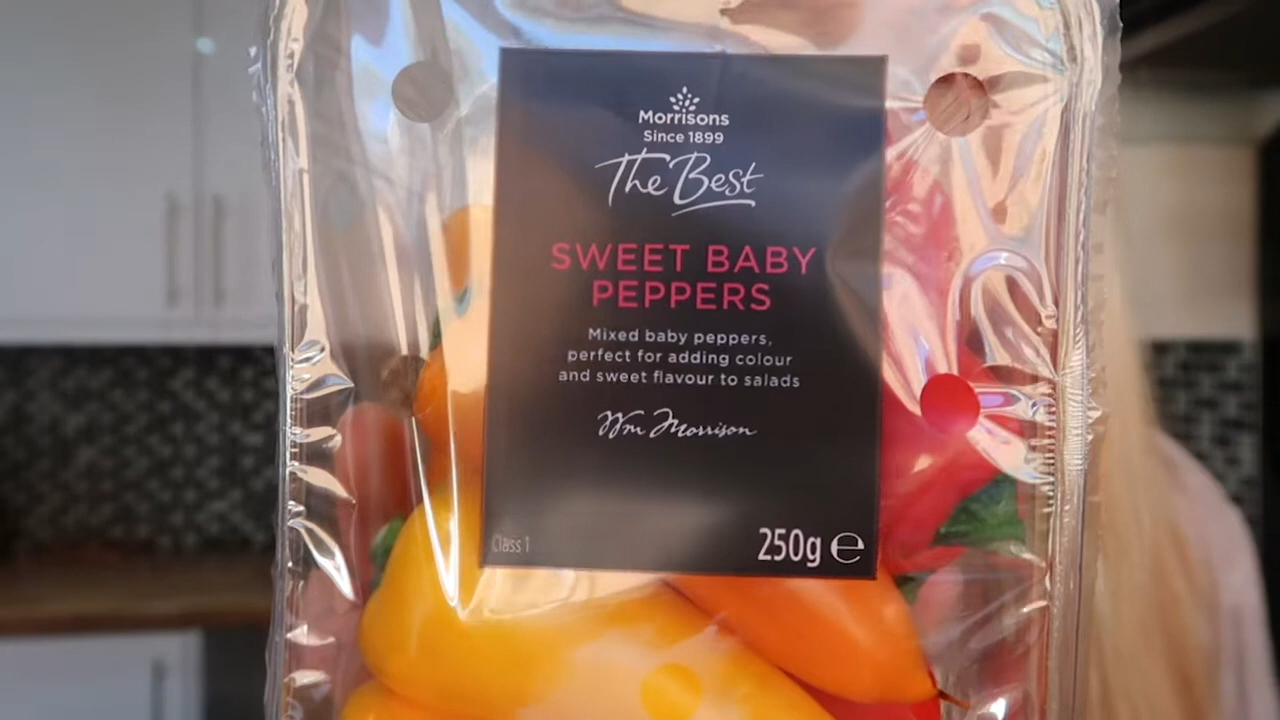 Morrisons
Since 1899
The Best
SWEET BABY
PEPPERS
Mixed baby peppers,
perfect for adding colour
and sweet flavour to salads
Wm Morrison
Class 1
250g ℮